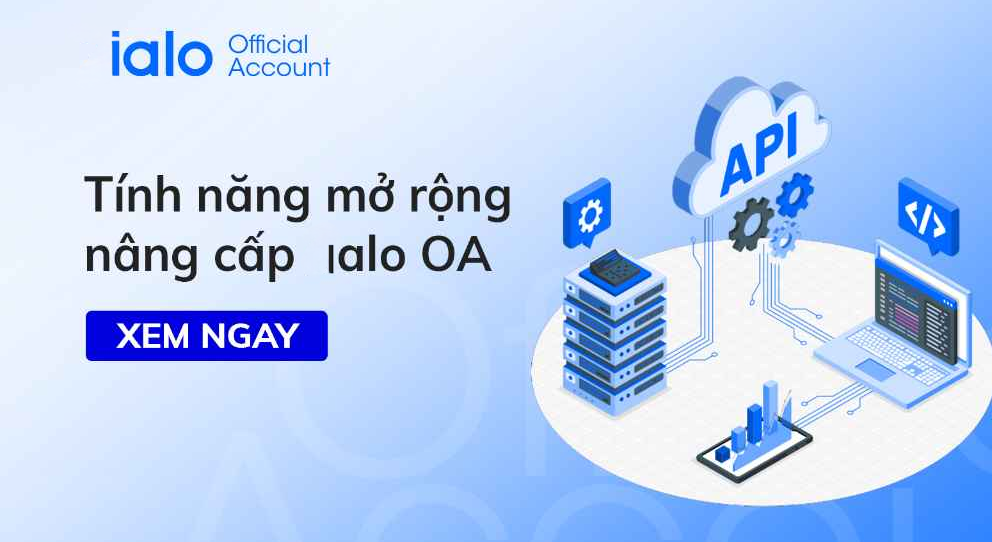 ialo
Official
Account
Tính năng mở rộng
nâng cấp ıalo OA
XEM NGAY
API
</>